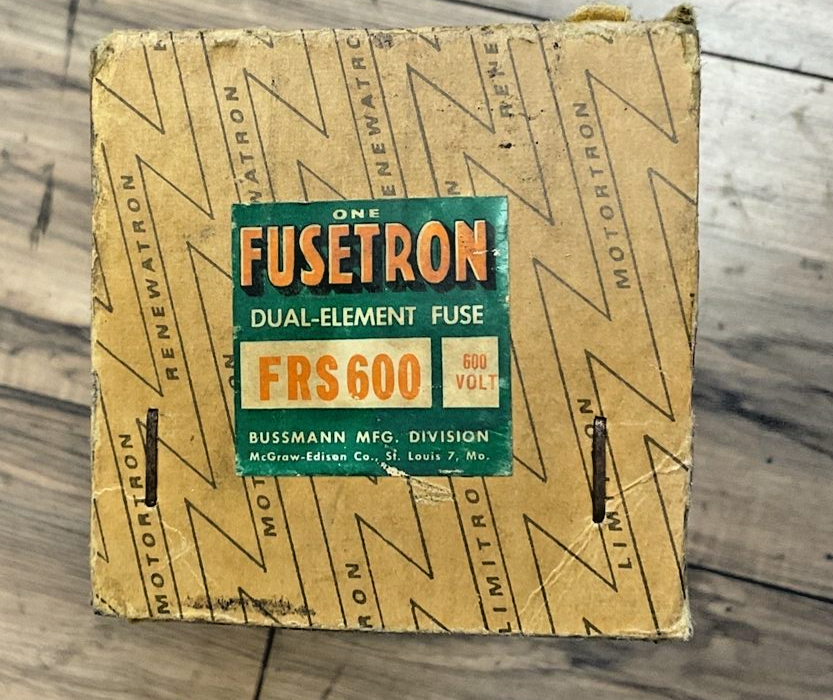 ONE
FUSETRON
DUAL-ELEMENT FUSE
FRS 600
600
VOLT
BUSSMANN MFG. DIVISION
McGraw-Edison Co., St. Louis 7, Mo.
RENEWATRON
MOTORTRON
MOTORTRON